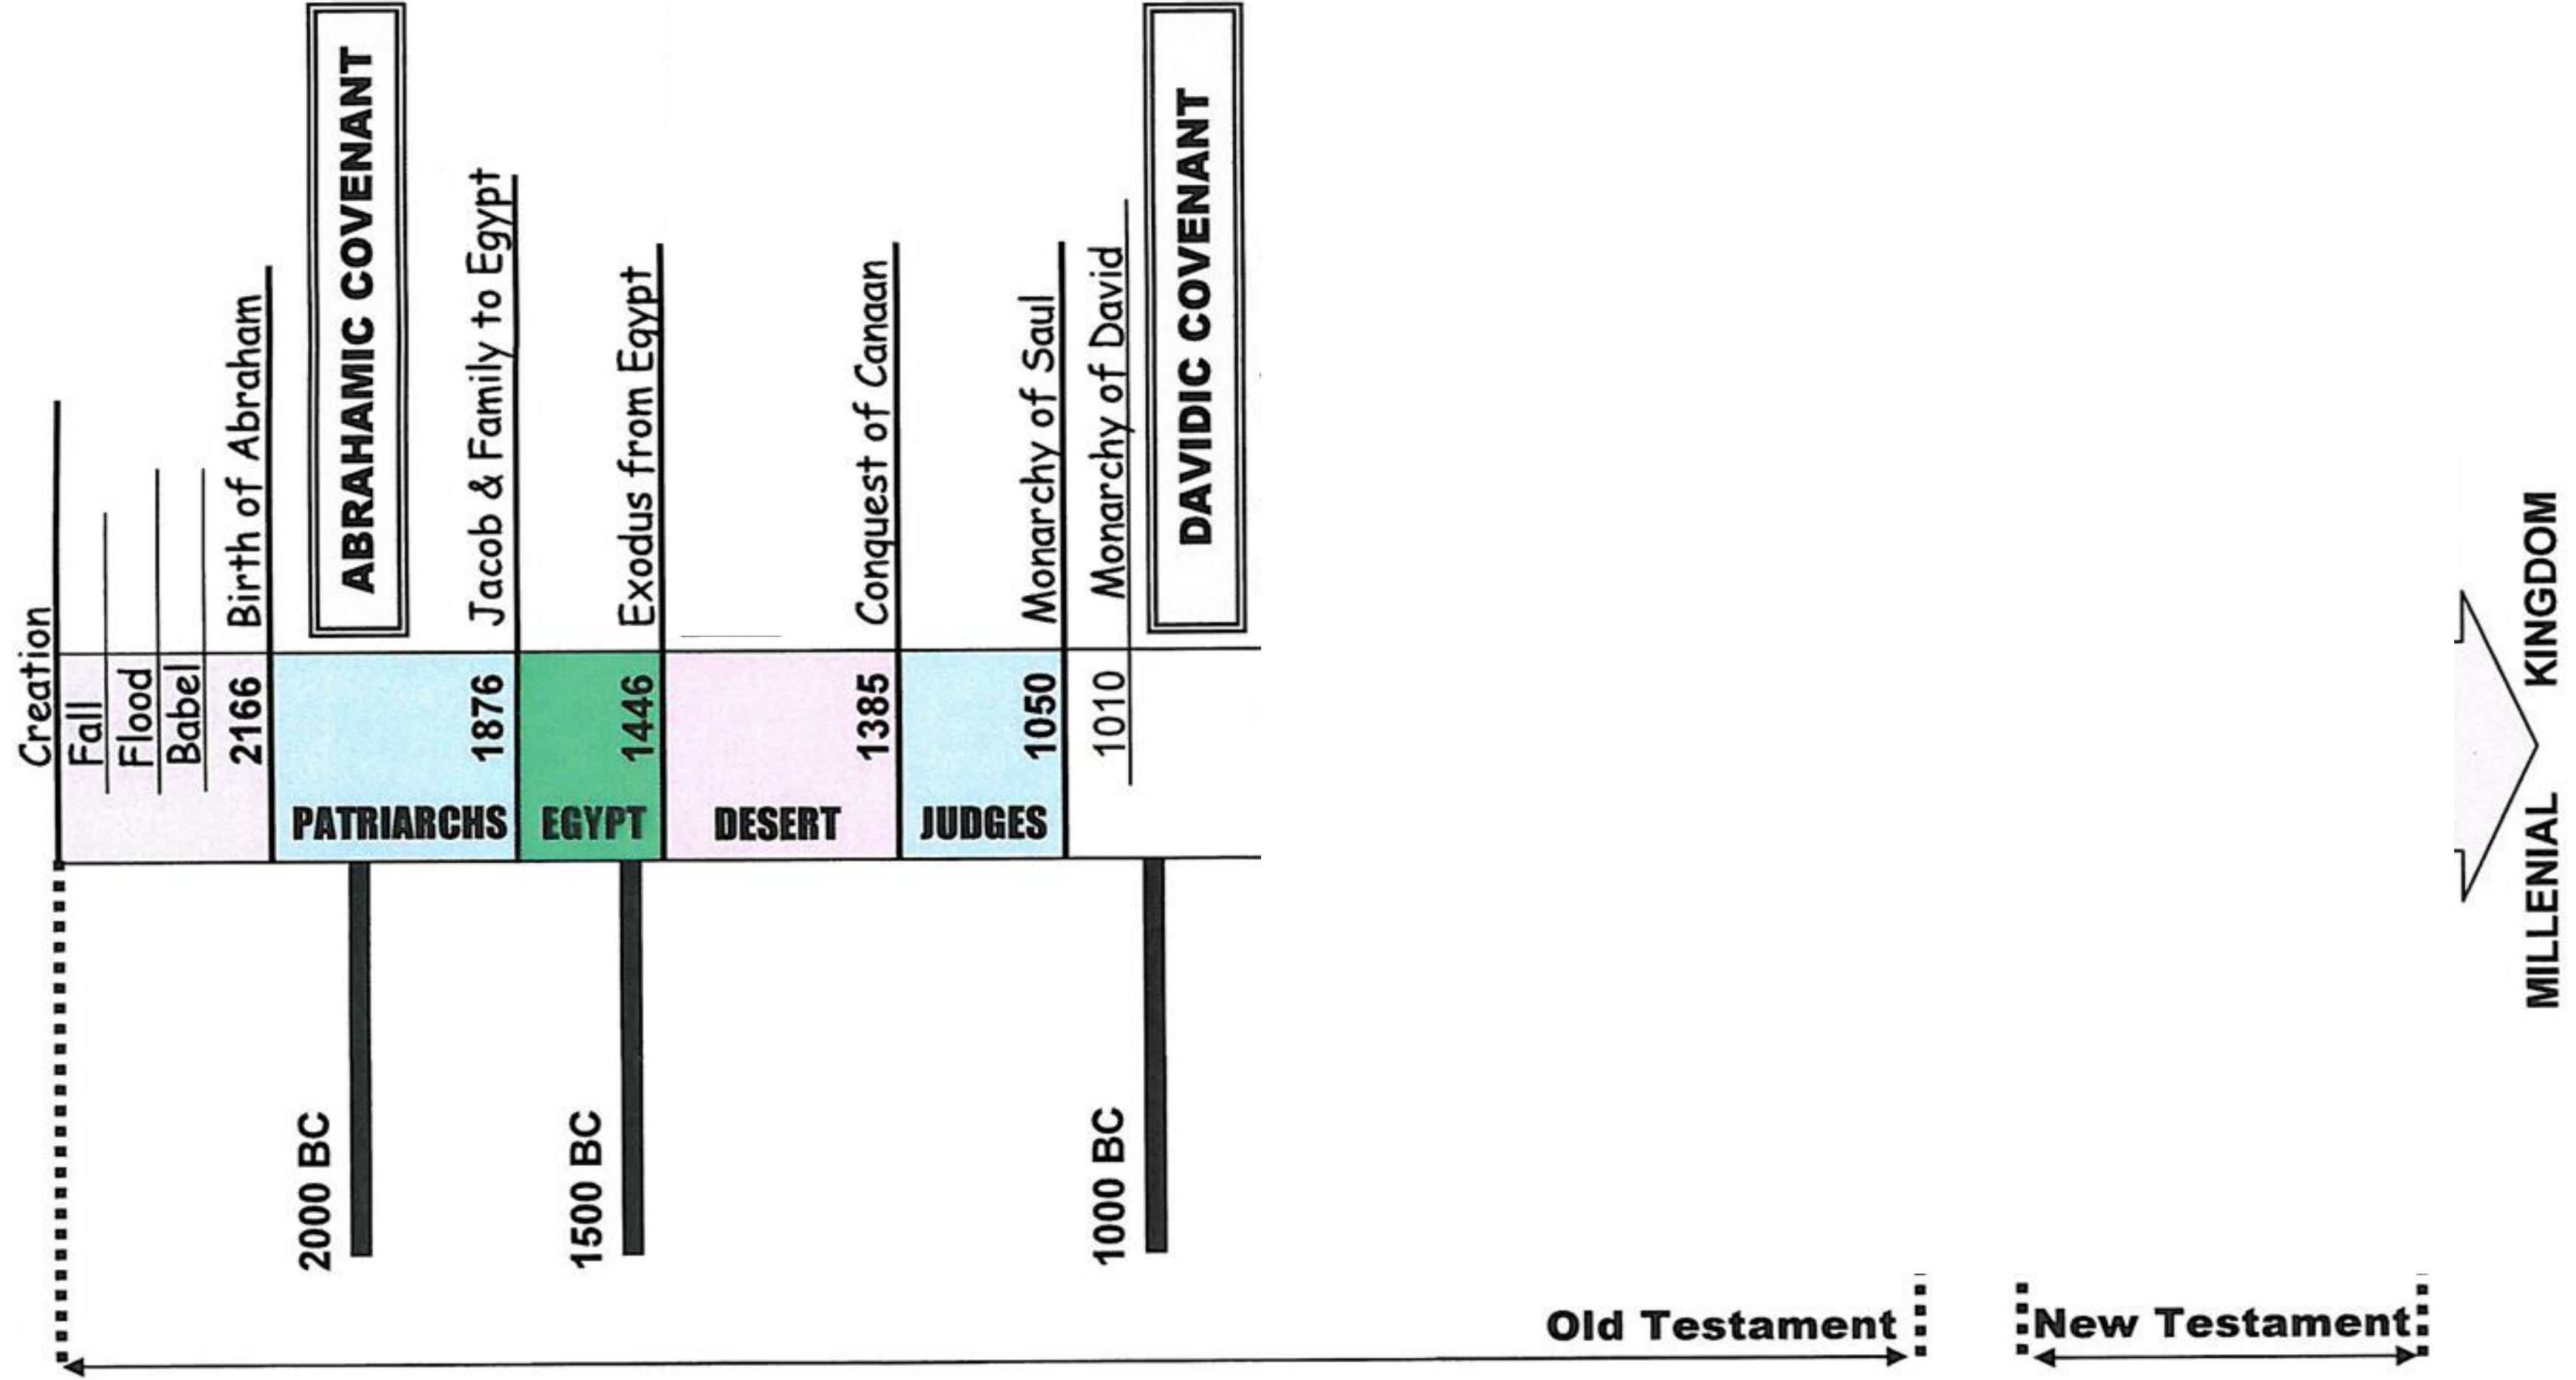 Creation
Fall
Flood
Babel
2166 Birth of Abraham
ABRAHAMIC COVENANT
1876 Jacob & Family to Egypt
1446 Exodus from Egypt
1385 Conquest of Canaan
1050 Monarchy of Saul
1010 Monarchy of David
DAVIDIC COVENANT
PATRIARCHS
EGYPT
DESERT
JUDGES
2000 BC
1500 BC
1000 BC
Old Testament
New Testament
MILLENIAL KINGDOM